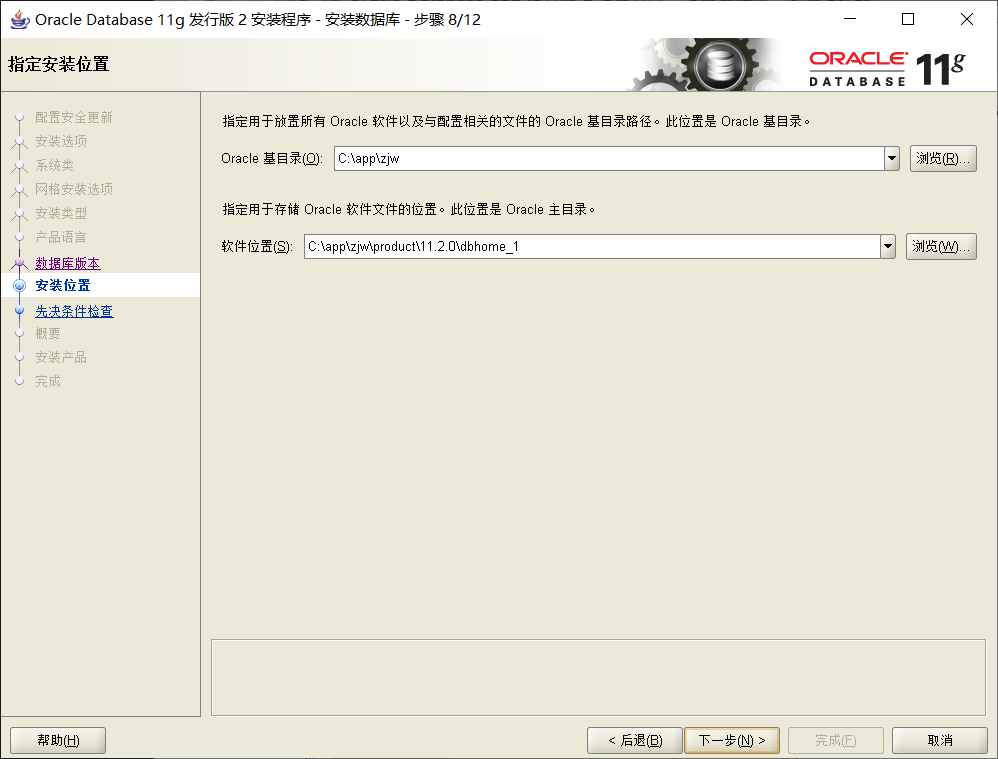 Oracle Database 11g 发行版 2 安装程序 - 安装数据库 - 步骤 8/12
指定安装位置
ORACLE
DATABASE 11g
配置安全更新
安装选项
系统类
网格安装选项
安装类型
产品语言
数据库版本
安装位置
先决条件检查
概要
安装产品
完成
指定用于放置所有 Oracle 软件以及与配置相关的文件的 Oracle 基目录路径。此位置是 Oracle 基目录。
Oracle 基目录(O): C:\app\zjw 浏览(R)...
指定用于存储 Oracle 软件文件的位置。此位置是 Oracle 主目录。
软件位置(S): C:\app\zjw\product\11.2.0\dbhome_1 浏览(W)...
帮助(H) < 后退(B) 下一步(N) > 完成(F) 取消